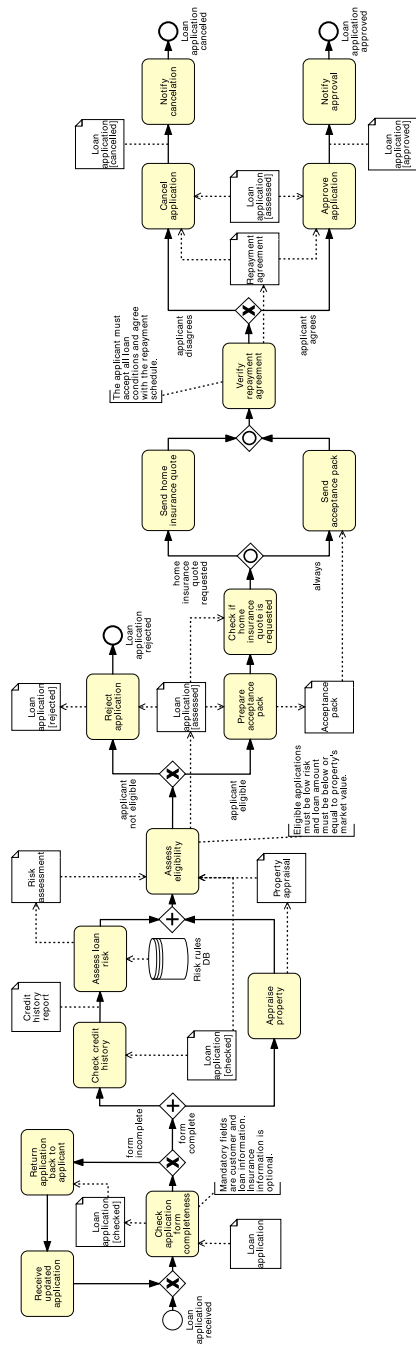 Loan
application
received
Receive
updated
application
Return
application
back to
applicant
Loan
application
[checked]
Check
application
form
completeness
Loan
application
Mandatory fields
are customer and
loan information.
Insurance
information is
optional.
form
incomplete
form
complete
Credit
history
report
Check credit
history
Loan
application
[checked]
Assess loan
risk
Risk rules
DB
Risk
assessment
Appraise
property
Property
appraisal
Assess
eligibility
Eligible applications
must be low risk
and loan amount
must be below or
equal to property's
market value.
applicant
not eligible
applicant
eligible
Loan
application
[rejected]
Reject
application
Loan
application
rejected
Loan
application
[assessed]
Prepare
acceptance
pack
Acceptance
pack
Check if
home
insurance
quote is
requested
home
insurance
quote
requested
always
Send home
insurance quote
Send
acceptance pack
Verify
repayment
agreement
The applicant must
accept all loan
conditions and agree
with the repayment
schedule.
applicant
disagrees
applicant
agrees
Repayment
agreement
Loan
application
[assessed]
Cancel
application
Approve
application
Loan
application
[cancelled]
Loan
application
[approved]
Notify
cancelation
Notify
approval
Loan
application
canceled
Loan
application
approved